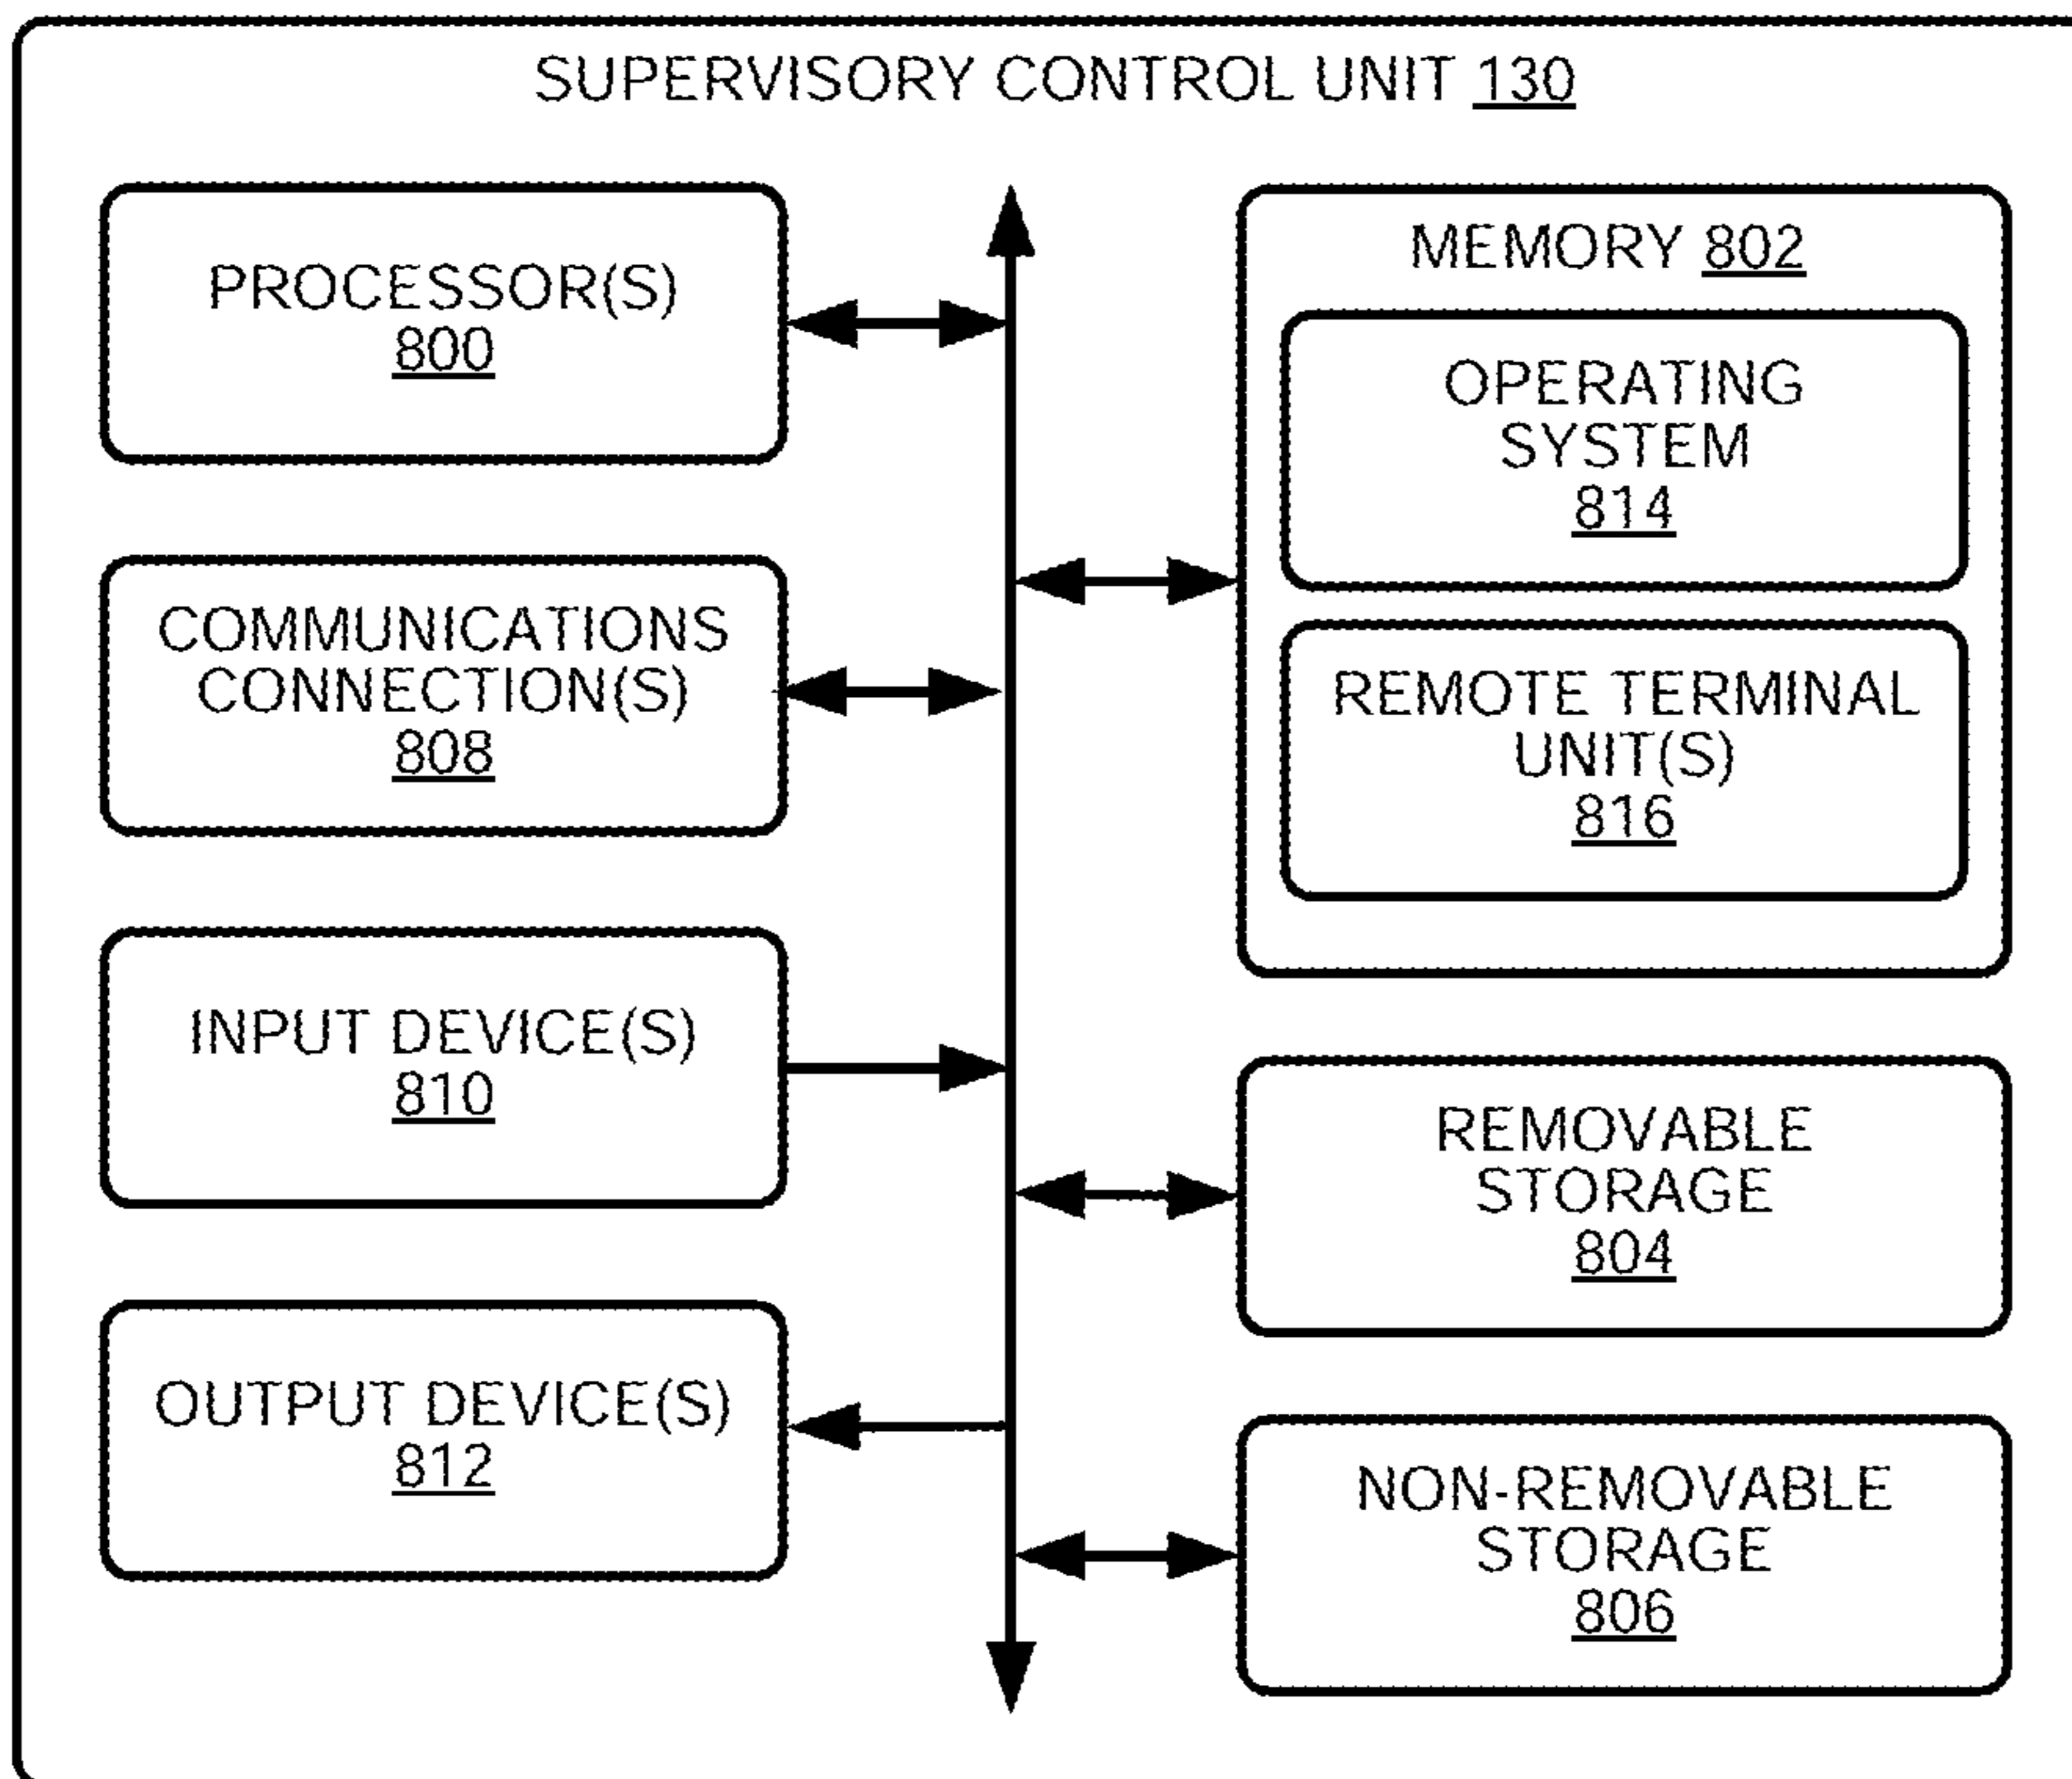 SUPERVISORY CONTROL UNIT 130
PROCESSOR(S)
800
COMMUNICATIONS
CONNECTION(S)
808
INPUT DEVICE(S)
810
OUTPUT DEVICE(S)
812
MEMORY 802
OPERATING
SYSTEM
814
REMOTE TERMINAL
UNIT(S)
816
REMOVABLE
STORAGE
804
NON-REMOVABLE
STORAGE
806